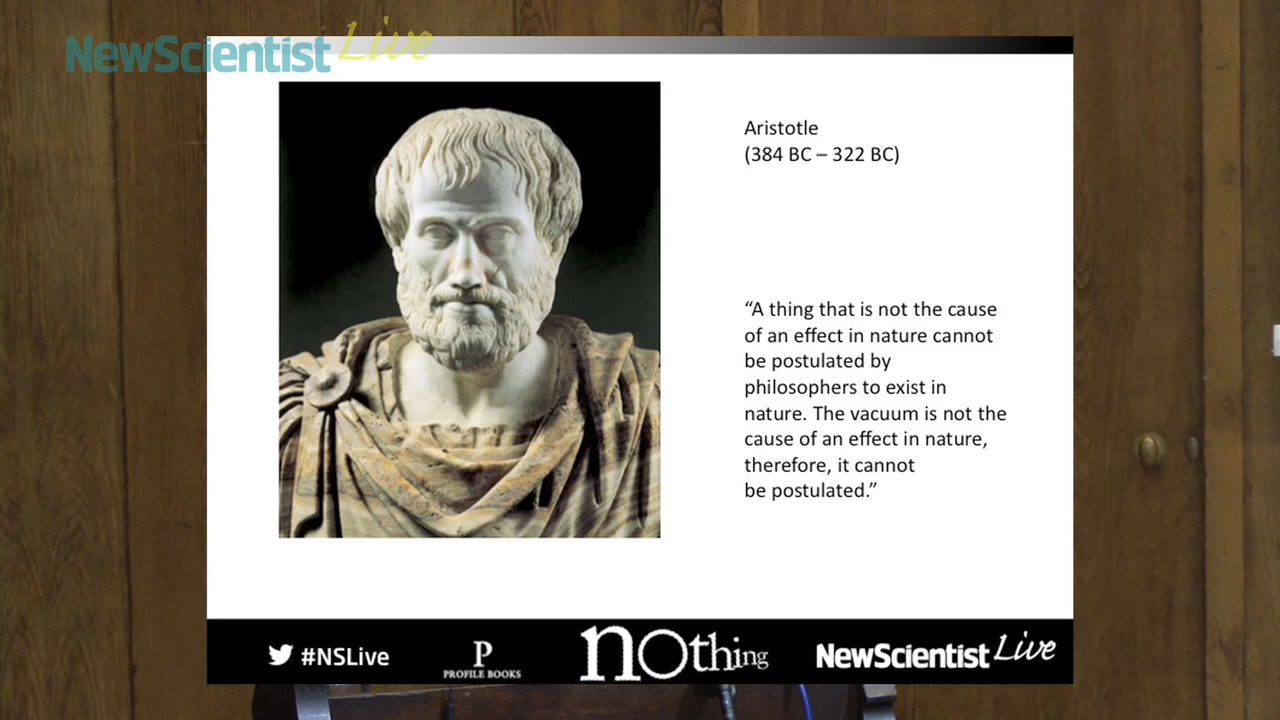 NewScientist Live
Aristotle
(384 BC – 322 BC)
“A thing that is not the cause
of an effect in nature cannot
be postulated by
philosophers to exist in
nature. The vacuum is not the
cause of an effect in nature,
therefore, it cannot
be postulated.”
#NSLive
P
PROFILE BOOKS
nothing
NewScientist Live